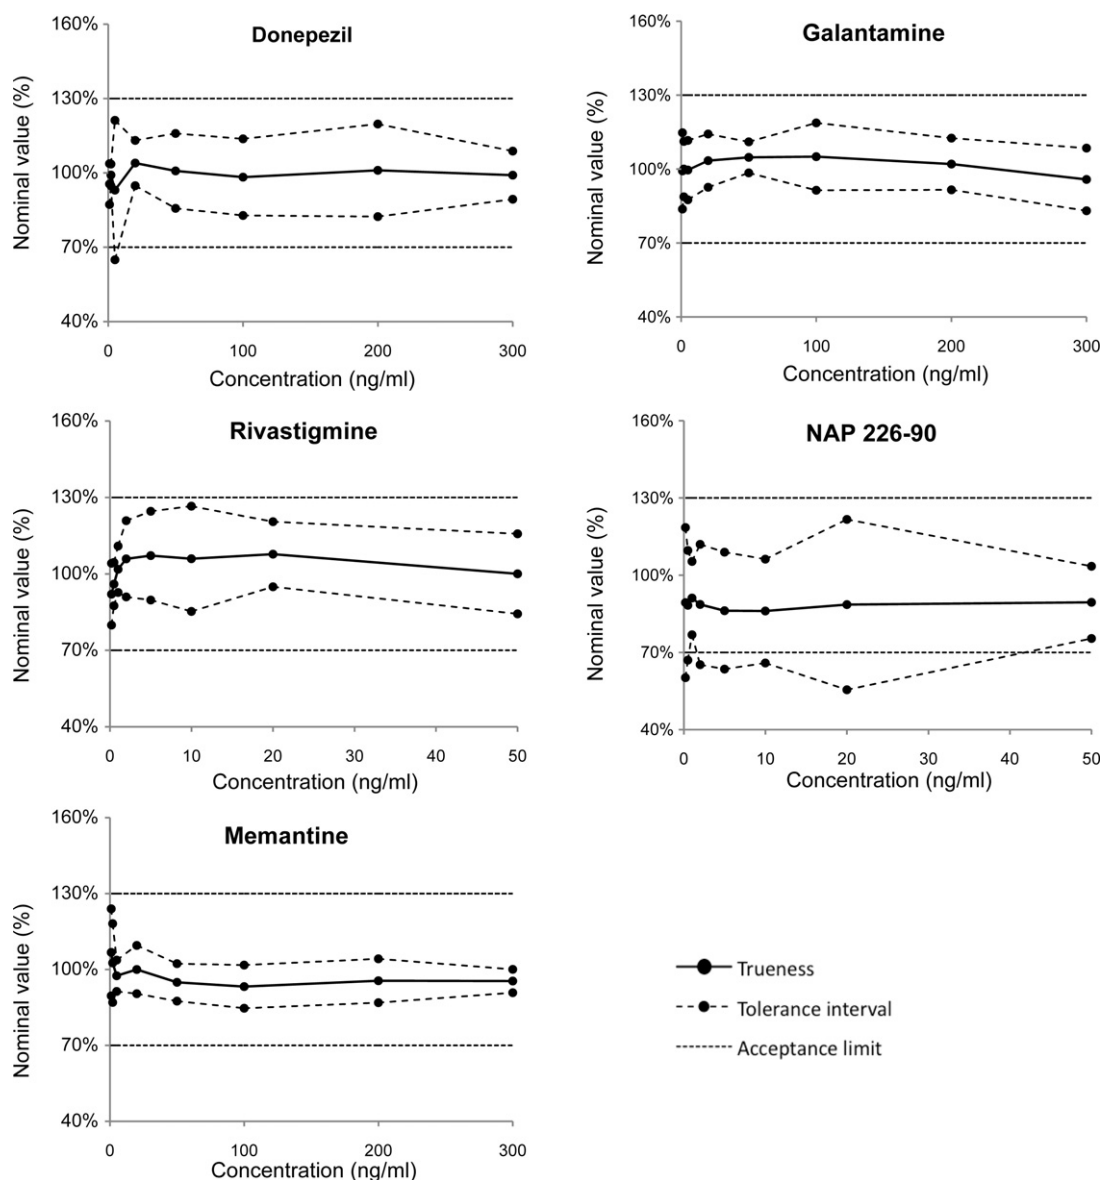 Donepezil
Nominal value (%)
160%
130%
100%
70%
40%
0 100 200 300
Concentration (ng/ml)
Galantamine
Nominal value (%)
160%
130%
100%
70%
40%
0 100 200 300
Concentration (ng/ml)
Rivastigmine
Nominal value (%)
160%
130%
100%
70%
40%
0 10 20 30 40 50
Concentration (ng/ml)
NAP 226-90
Nominal value (%)
160%
130%
100%
70%
40%
0 10 20 30 40 50
Concentration (ng/ml)
Memantine
Nominal value (%)
160%
130%
100%
70%
40%
0 100 200 300
Concentration (ng/ml)
Trueness
Tolerance interval
Acceptance limit